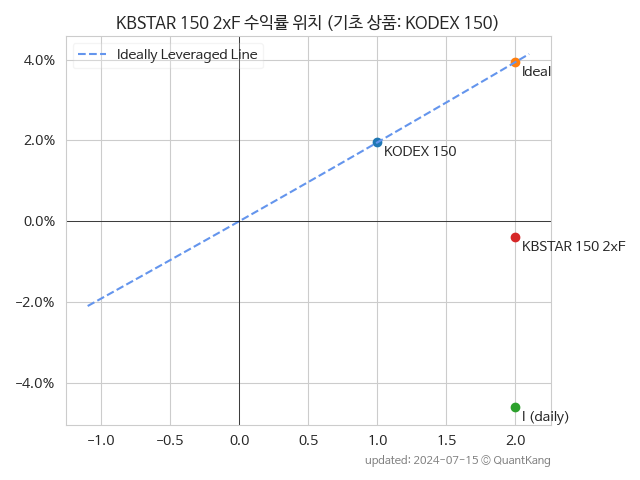 KBSTAR 150 2xF 수익률 위치 (기초 상품: KODEX 150)
Ideally Leveraged Line
4.0%
Ideal
2.0%
KODEX 150
0.0%
KBSTAR 150 2xF
−2.0%
−4.0%
I (daily)
−1.0 −0.5 0.0 0.5 1.0 1.5 2.0
updated: 2024-07-15 © QuantKang